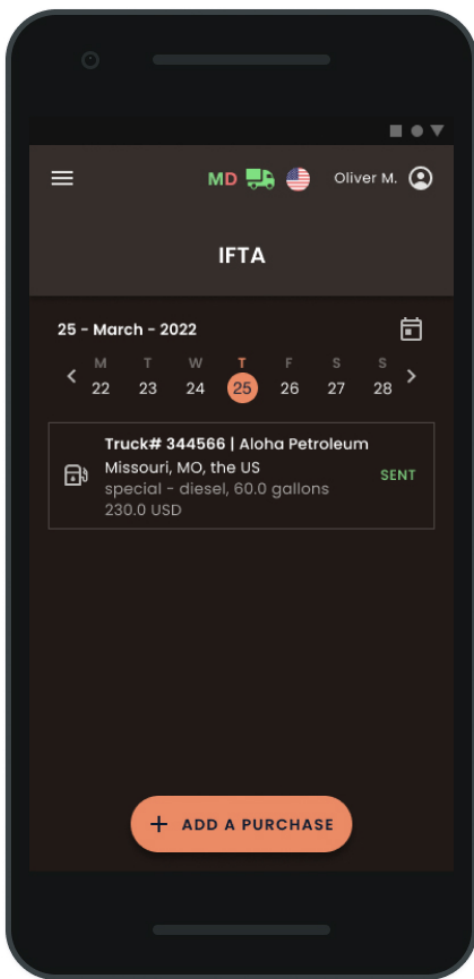 MD
Oliver M.
IFTA
25 - March - 2022
M T W T F S S
22 23 24 25 26 27 28
Truck# 344566 | Aloha Petroleum
Missouri, MO, the US
SENT
special - diesel, 60.0 gallons
230.0 USD
+ ADD A PURCHASE